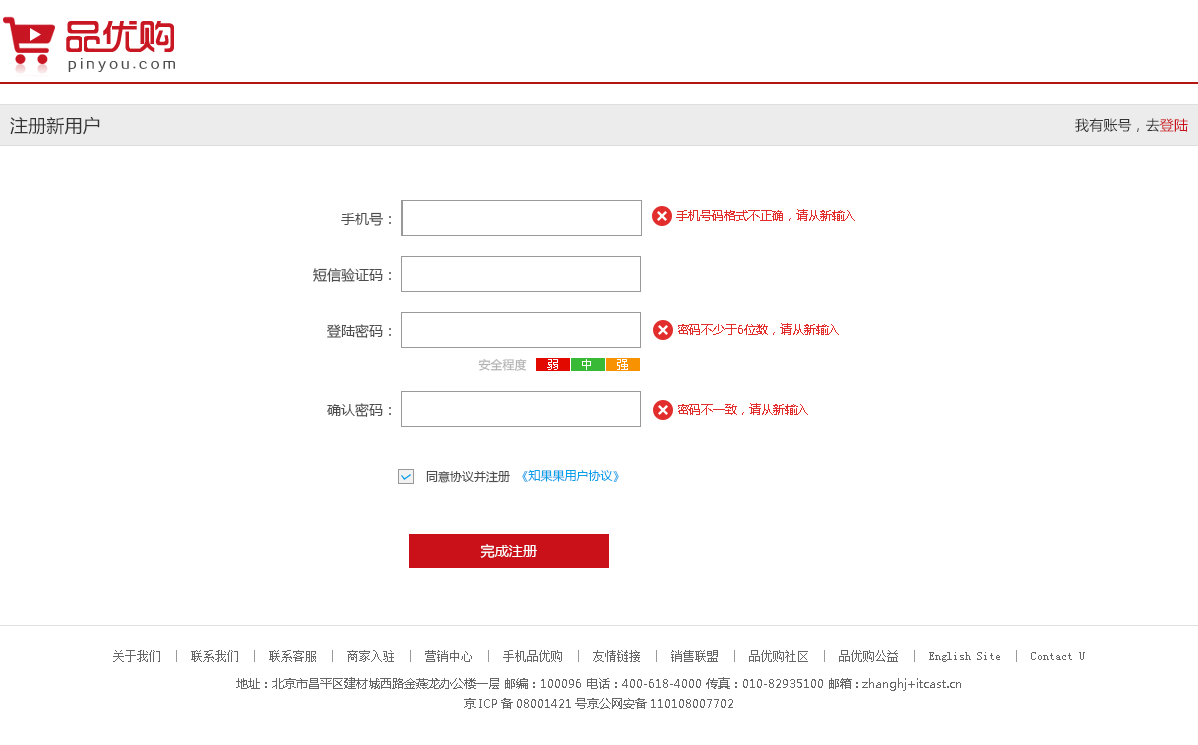 品优购
pinyou.com
注册新用户
我有账号，去登陆
手机号：
手机号码格式不正确，请从新输入
短信验证码：
登陆密码：
密码不少于6位数，请从新输入
安全程度 弱 中 强
确认密码：
密码不一致，请从新输入
同意协议并注册 《知果果用户协议》
完成注册
关于我们 | 联系我们 | 联系客服 | 商家入驻 | 营销中心 | 手机品优购 | 友情链接 | 销售联盟 | 品优购社区 | 品优购公益 | English Site | Contact U
地址：北京市昌平区建材城西路金燕龙办公楼一层 邮编：100096 电话：400-618-4000 传真：010-82935100 邮箱：zhanghj+itcast.cn
京ICP备08001421号京公网安备110108007702